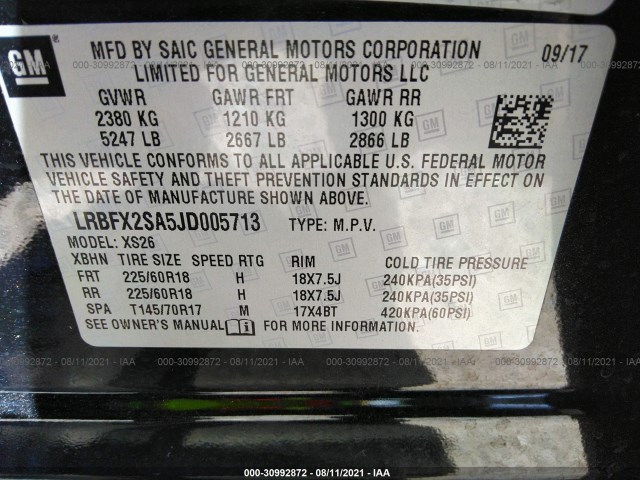 GM
MFD BY SAIC GENERAL MOTORS CORPORATION 09/17
LIMITED FOR GENERAL MOTORS LLC
GVWR GAWR FRT GAWR RR
2380 KG 1210 KG 1300 KG
5247 LB 2667 LB 2866 LB
THIS VEHICLE CONFORMS TO ALL APPLICABLE U.S. FEDERAL MOTOR
VEHICLE SAFETY AND THEFT PREVENTION STANDARDS IN EFFECT ON
THE DATE OF MANUFACTURE SHOWN ABOVE.
LRBFX2SA5JD005713 TYPE: M.P.V.
MODEL: XS26
XBHN TIRE SIZE SPEED RTG RIM COLD TIRE PRESSURE
FRT 225/60R18 H 18X7.5J 240KPA(35PSI)
RR 225/60R18 H 18X7.5J 240KPA(35PSI)
SPA T145/70R17 M 17X4BT 420KPA(60PSI)
SEE OWNER'S MANUAL FOR MORE INFORMATION
000-30992872 - 08/11/2021 - IAA